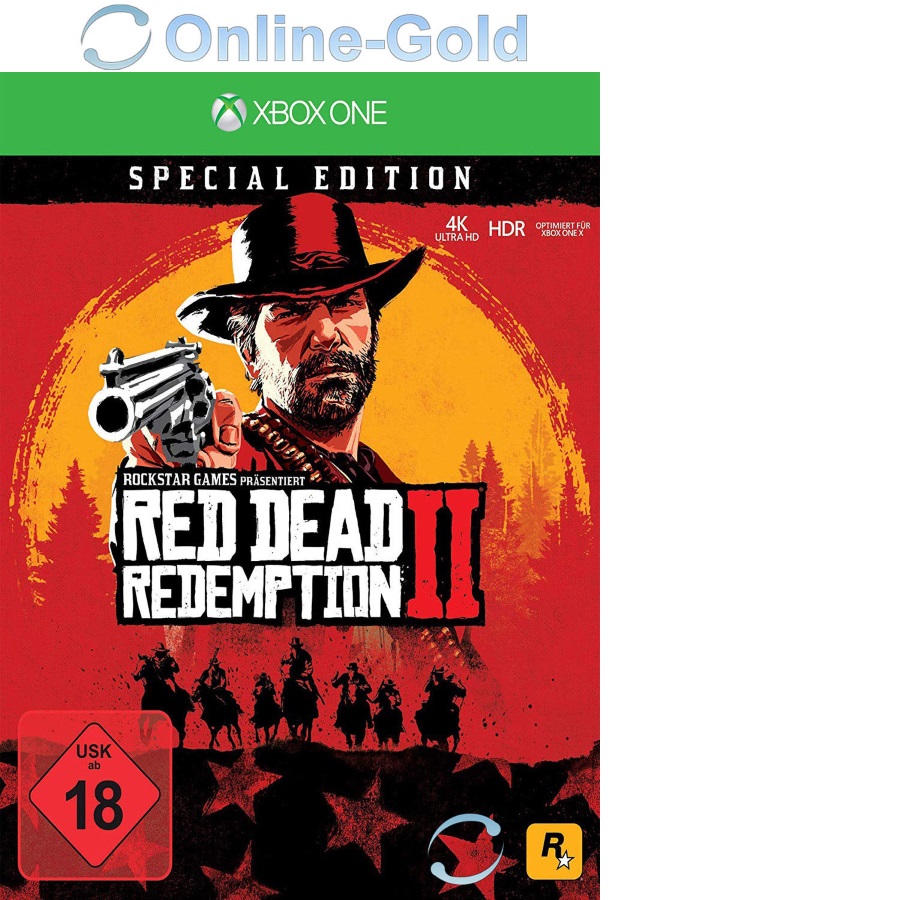 Online-Gold
XBOX ONE
SPECIAL EDITION
4K
ULTRA HD
HDR
OPTIMIERT FÜR
XBOX ONE X
ROCKSTAR GAMES PRÄSENTIERT
RED DEAD
REDEMPTION II
USK
ab
18
R